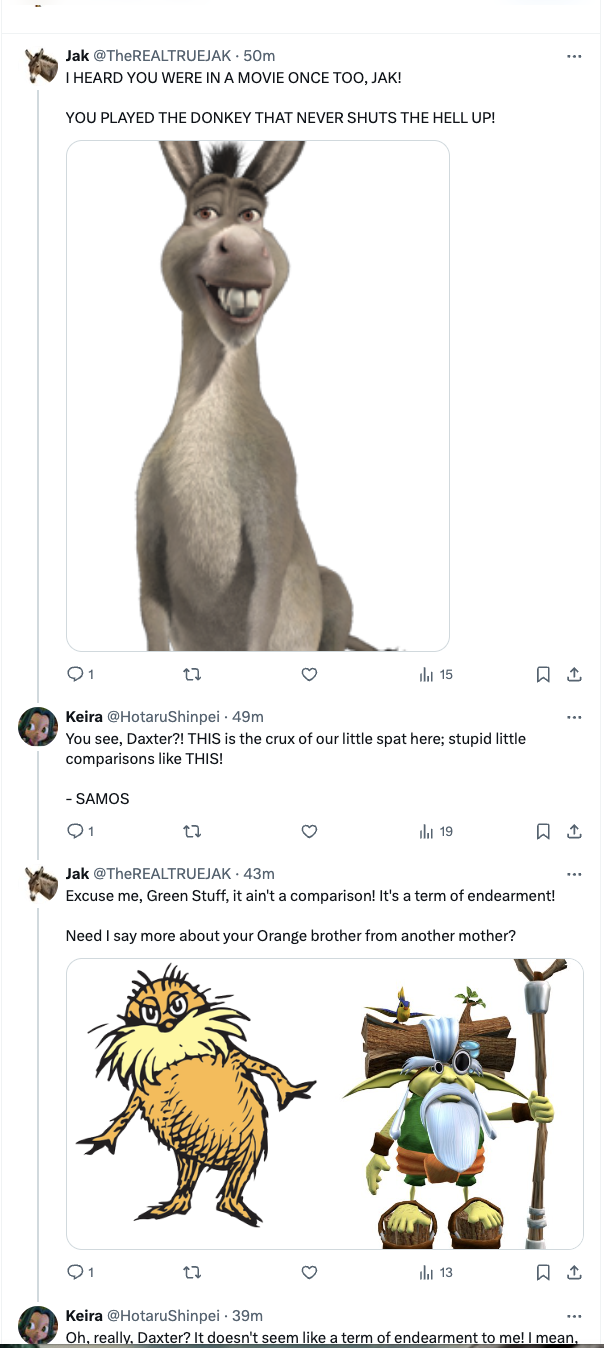 Jak @TheREALTRUEJAK · 50m
I HEARD YOU WERE IN A MOVIE ONCE TOO, JAK!
YOU PLAYED THE DONKEY THAT NEVER SHUTS THE HELL UP!
1 15
Keira @HotaruShinpei · 49m
You see, Daxter?! THIS is the crux of our little spat here; stupid little
comparisons like THIS!
- SAMOS
1 19
Jak @TheREALTRUEJAK · 43m
Excuse me, Green Stuff, it ain't a comparison! It's a term of endearment!
Need I say more about your Orange brother from another mother?
1 13
Keira @HotaruShinpei · 39m
Oh, really, Daxter? It doesn't seem like a term of endearment to me! I mean,